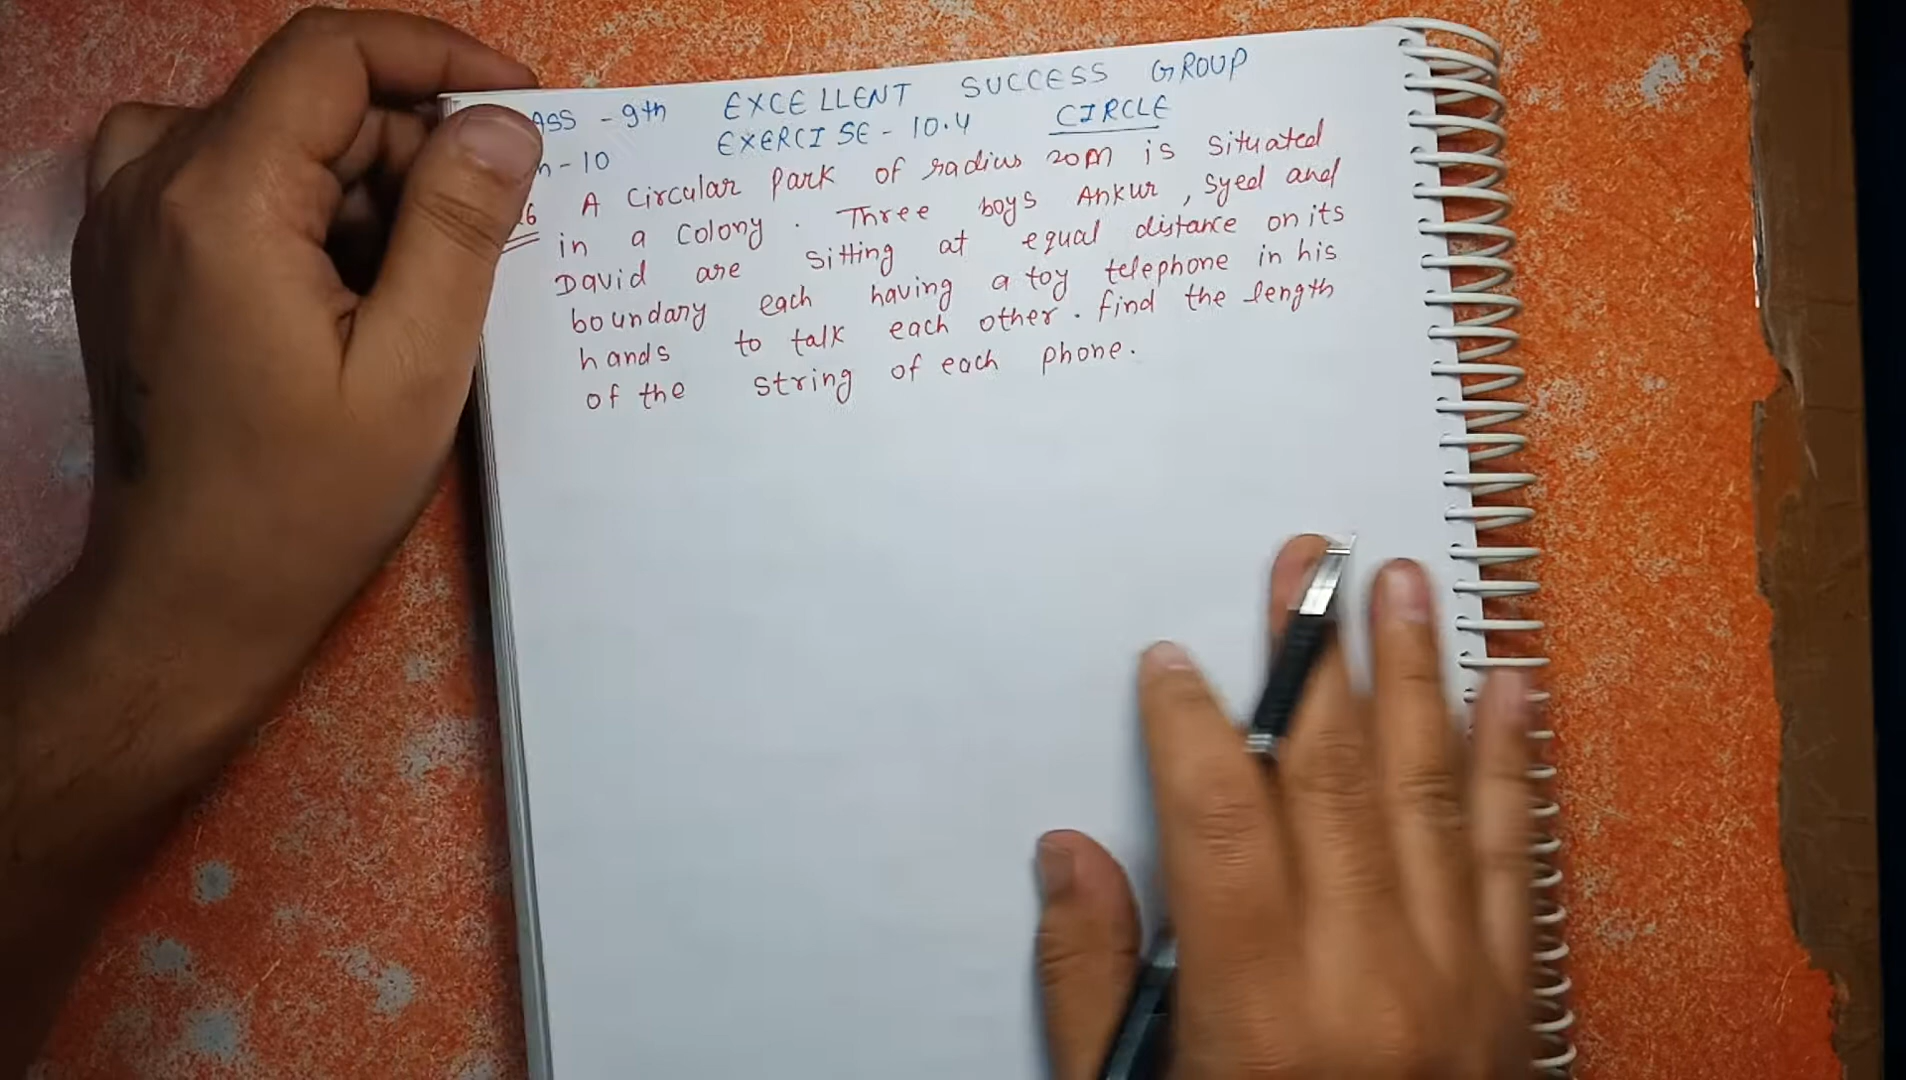 ASS - 9th EXCELLENT SUCCESS GROUP
h - 10 EXERCISE - 10.4 CIRCLE
6 A Circular Park of radius 20m is situated
in a colony . Three boys Ankur , Syed and
David are sitting at equal distance on its
boundary each having a toy telephone in his
hands to talk each other . find the length
of the string of each phone .